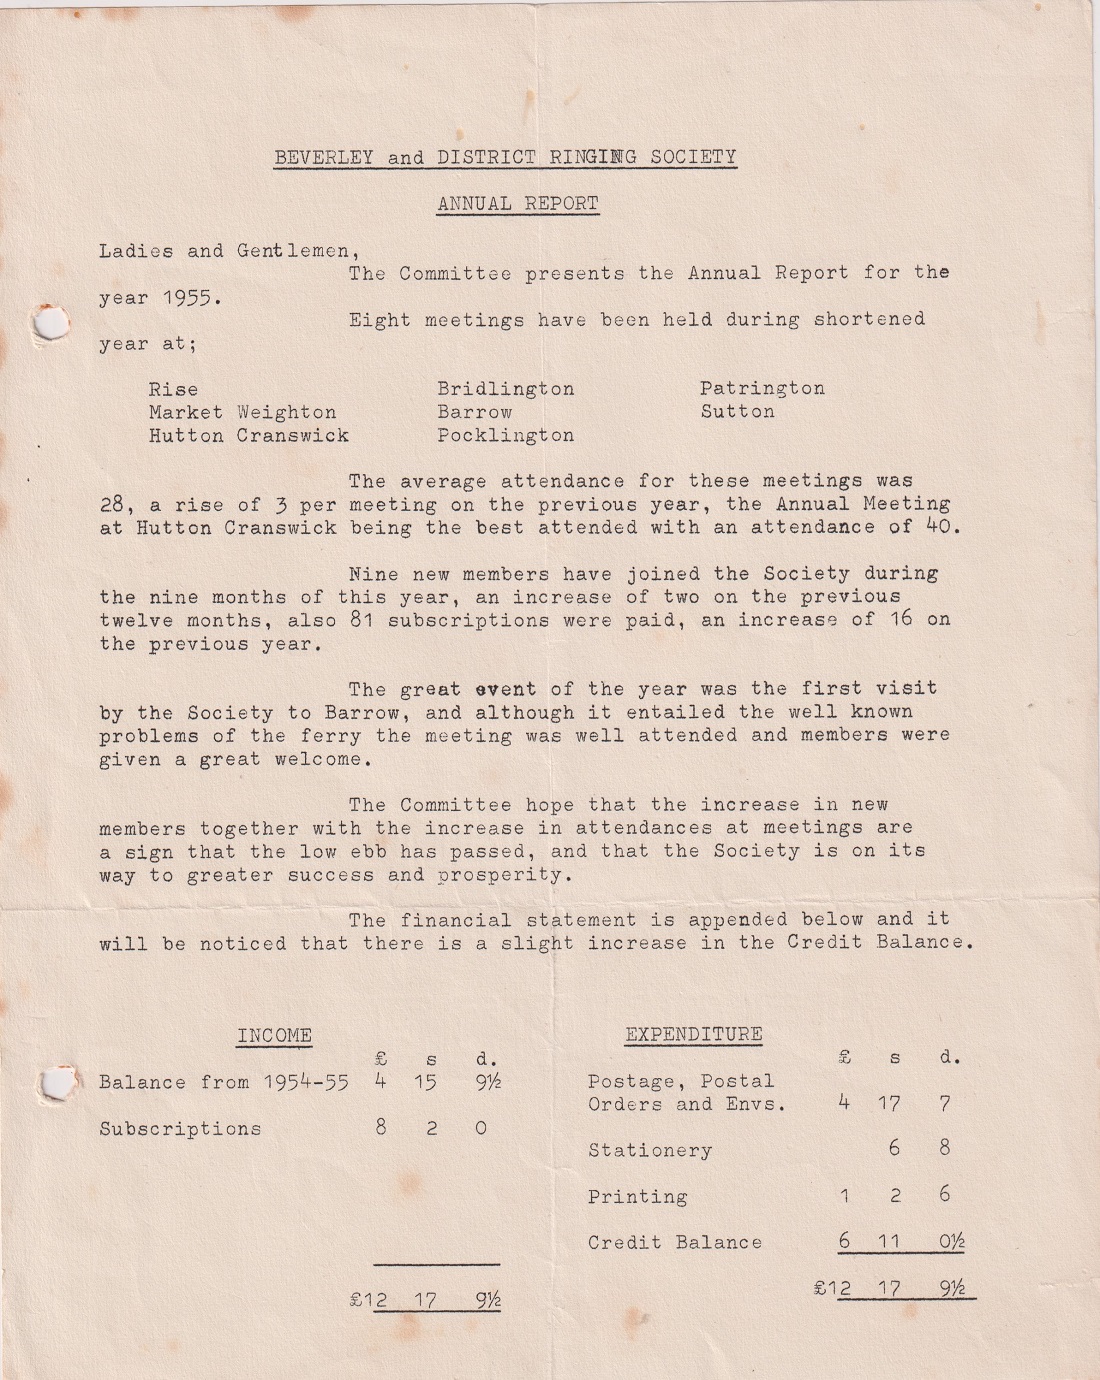 BEVERLEY and DISTRICT RINGING SOCIETY
ANNUAL REPORT
Ladies and Gentlemen,
The Committee presents the Annual Report for the
year 1955.
Eight meetings have been held during shortened
year at;
Rise Bridlington Patrington
Market Weighton Barrow Sutton
Hutton Cranswick Pocklington
The average attendance for these meetings was
28, a rise of 3 per meeting on the previous year, the Annual Meeting
at Hutton Cranswick being the best attended with an attendance of 40.
Nine new members have joined the Society during
the nine months of this year, an increase of two on the previous
twelve months, also 81 subscriptions were paid, an increase of 16 on
the previous year.
The great event of the year was the first visit
by the Society to Barrow, and although it entailed the well known
problems of the ferry the meeting was well attended and members were
given a great welcome.
The Committee hope that the increase in new
members together with the increase in attendances at meetings are
a sign that the low ebb has passed, and that the Society is on its
way to greater success and prosperity.
The financial statement is appended below and it
will be noticed that there is a slight increase in the Credit Balance.
INCOME
£ s d.
Balance from 1954-55 4 15 9½
Subscriptions 8 2 0
£12 17 9½
EXPENDITURE
£ s d.
Postage, Postal
Orders and Envs. 4 17 7
Stationery 6 8
Printing 1 2 6
Credit Balance 6 11 0½
£12 17 9½